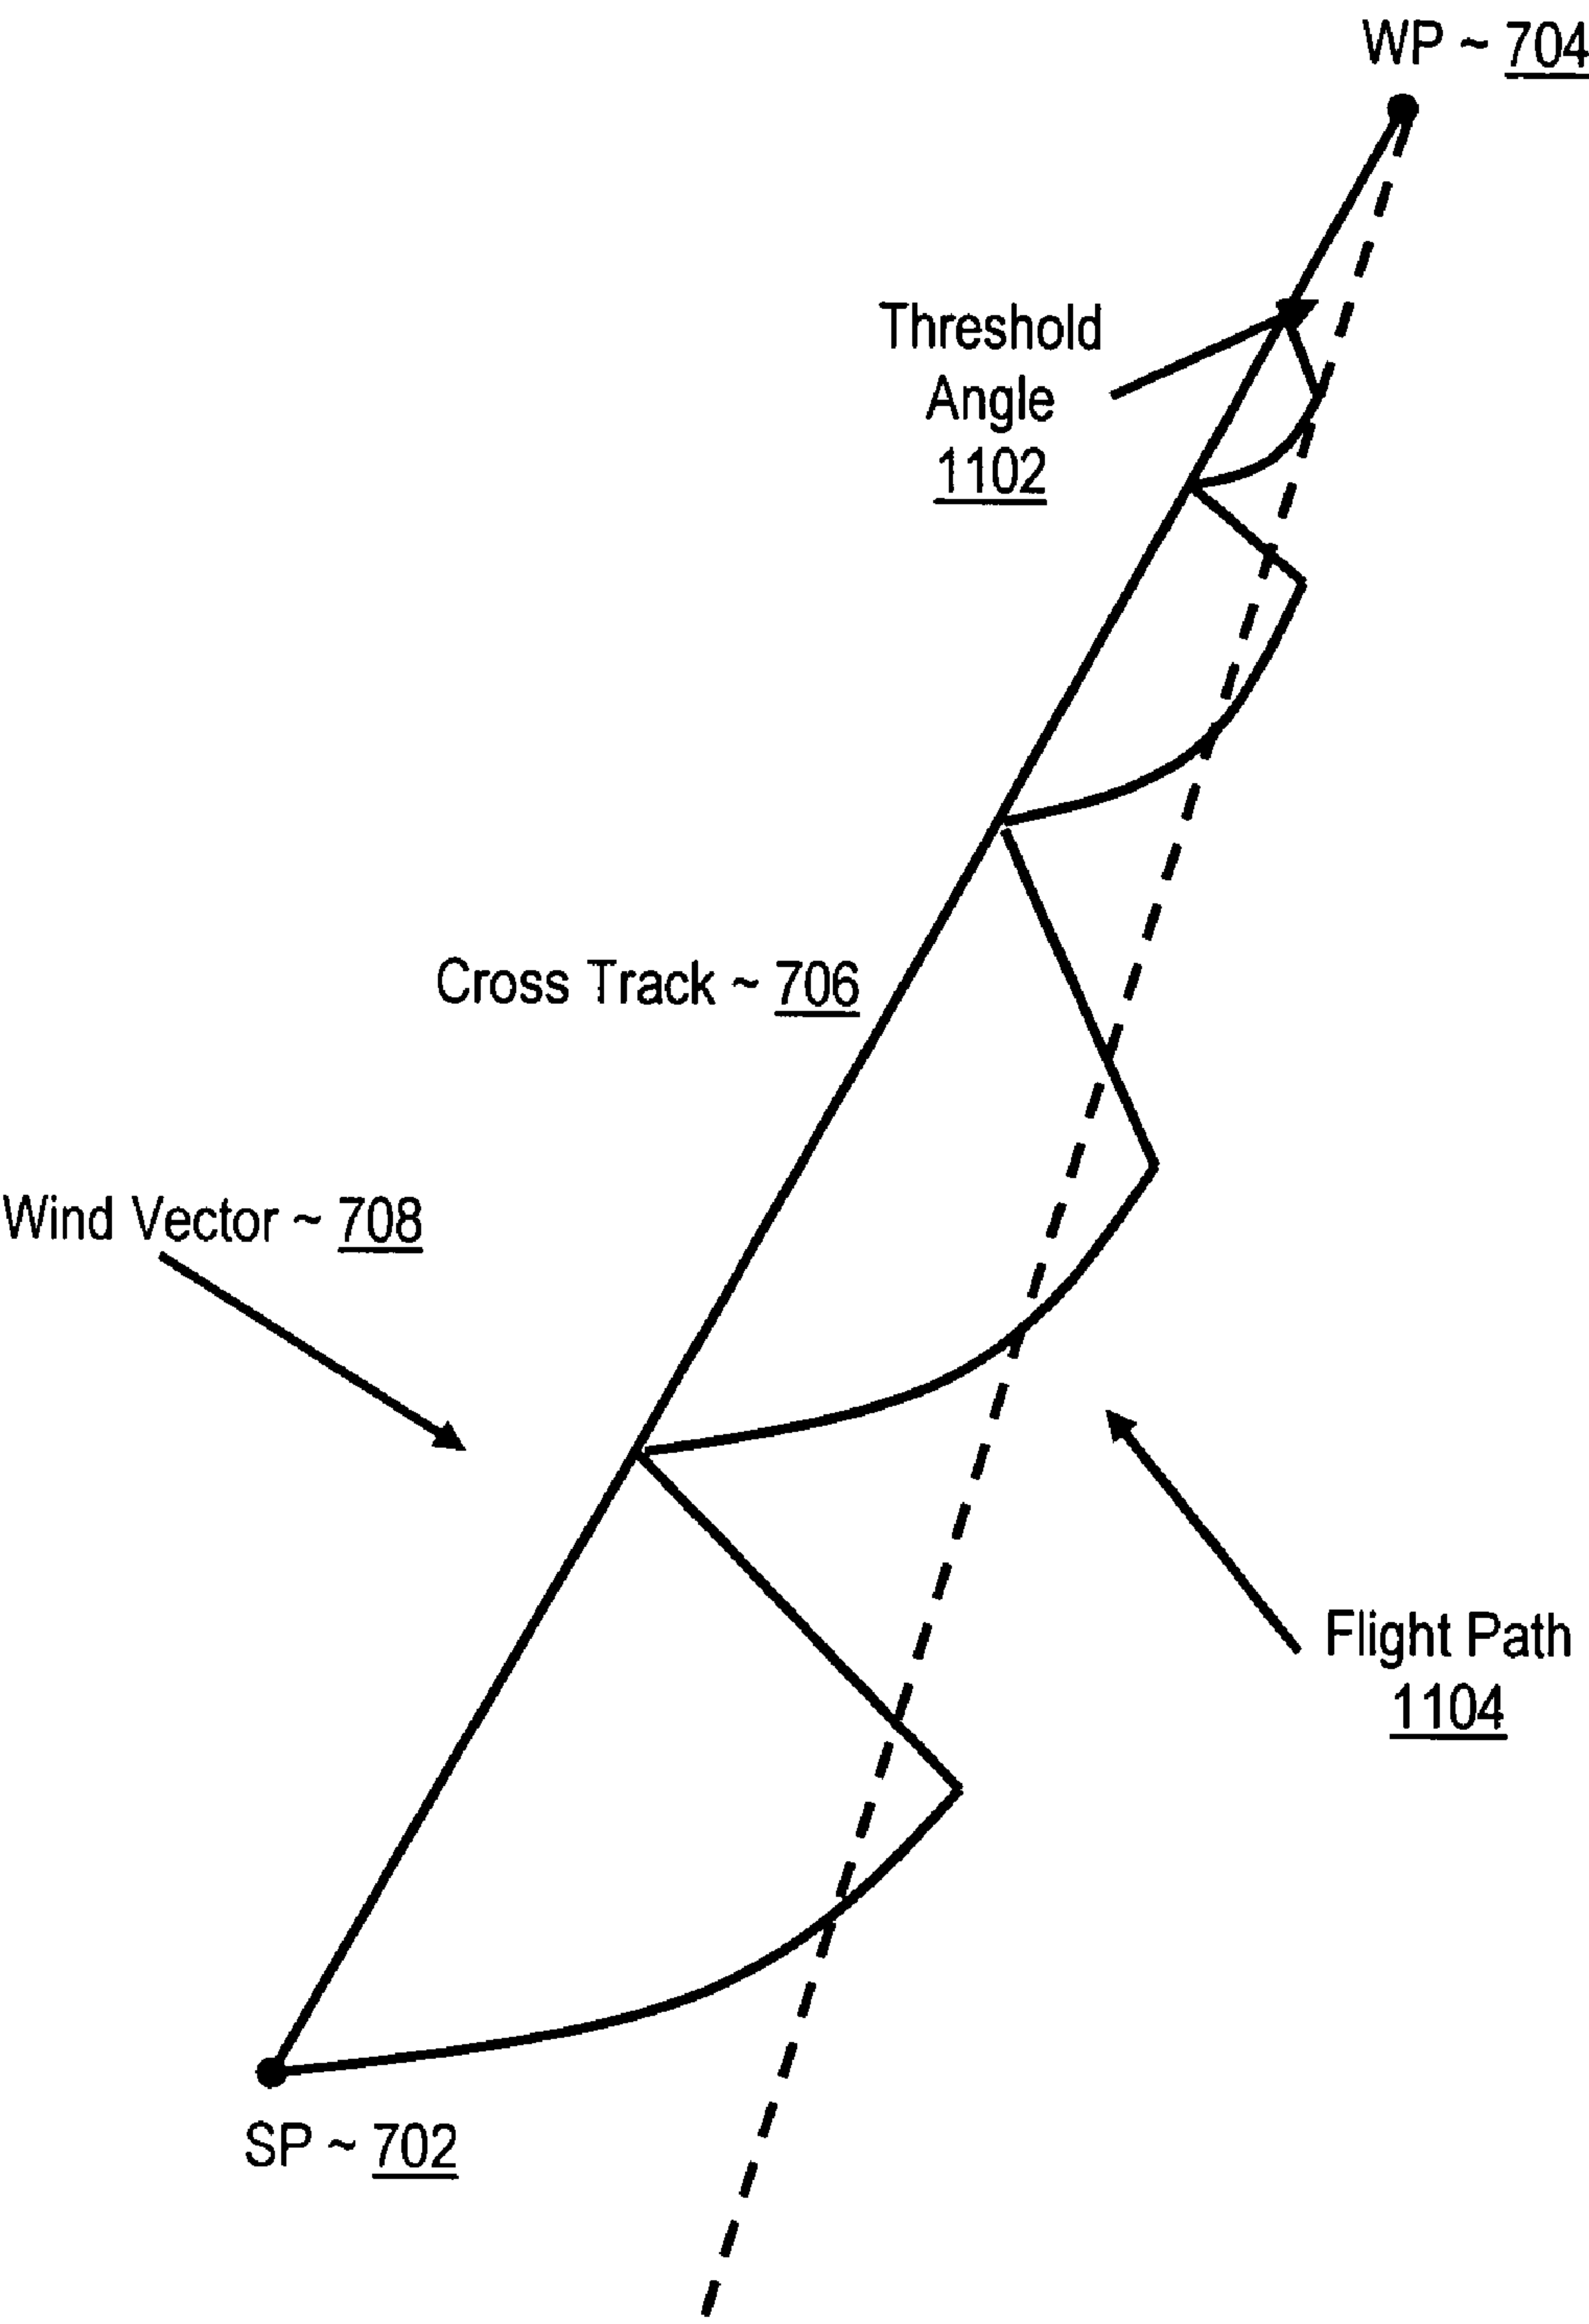 WP ~ 704
Threshold
Angle
1102
Cross Track ~ 706
Wind Vector ~ 708
Flight Path
1104
SP ~ 702